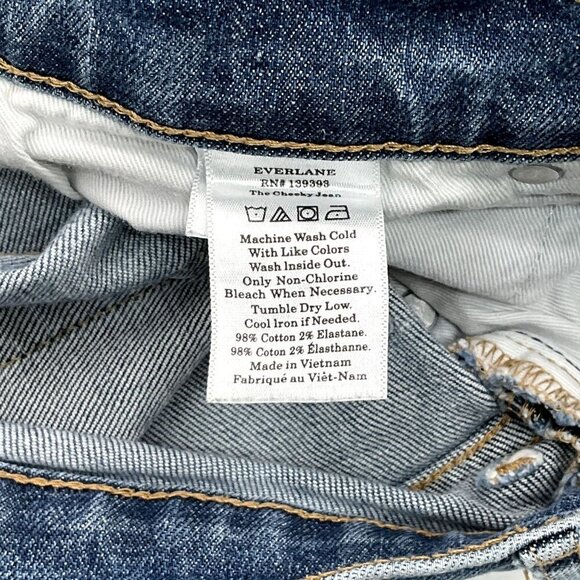 EVERLANE
RN# 139393
The Cheeky Jean
Machine Wash Cold
With Like Colors
Wash Inside Out.
Only Non-Chlorine
Bleach When Necessary.
Tumble Dry Low.
Cool Iron if Needed.
98% Cotton 2% Elastane.
98% Coton 2% Élasthanne.
Made in Vietnam
Fabriqué au Viêt-Nam